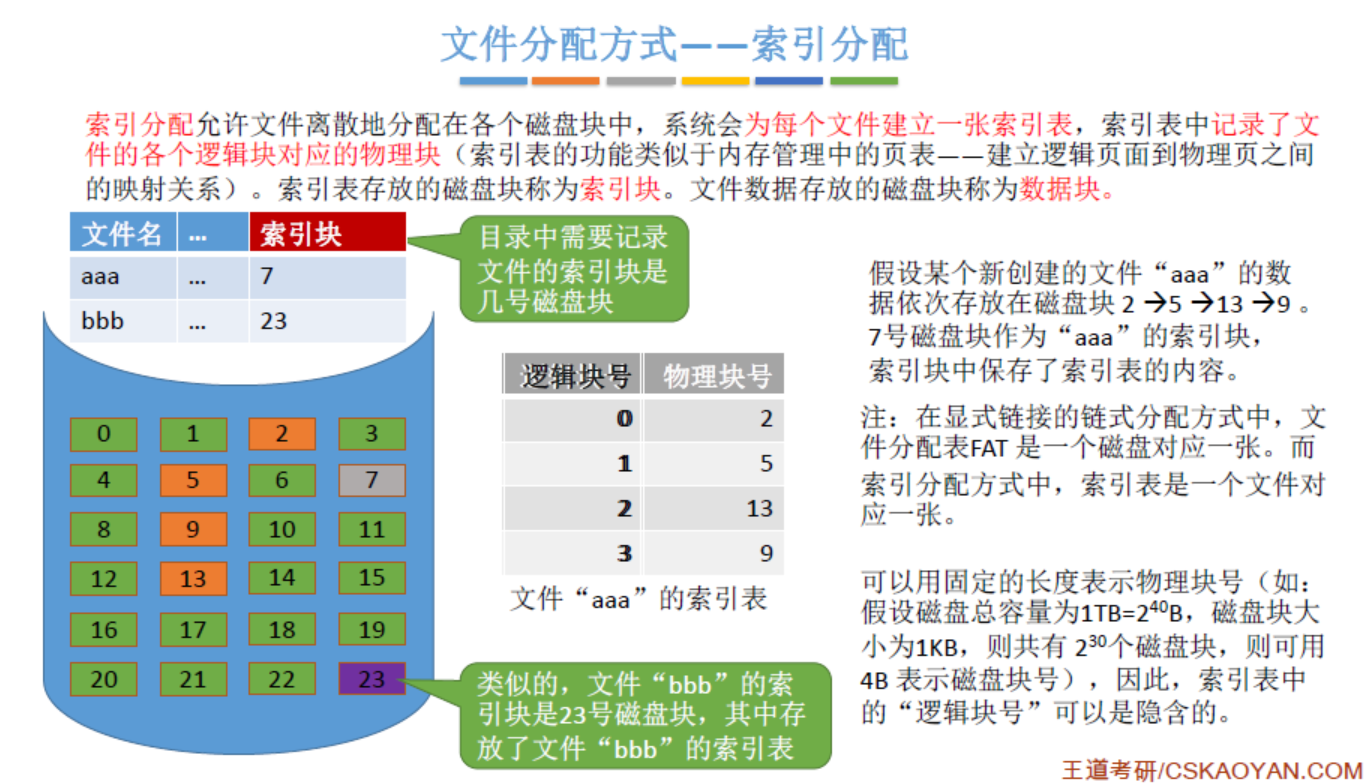 文件分配方式——索引分配
索引分配允许文件离散地分配在各个磁盘块中，系统会为每个文件建立一张索引表，索引表中记录了文
件的各个逻辑块对应的物理块（索引表的功能类似于内存管理中的页表——建立逻辑页面到物理页之间
的映射关系）。索引表存放的磁盘块称为索引块。文件数据存放的磁盘块称为数据块。
文件名 ... 索引块
aaa ... 7
bbb ... 23
目录中需要记录
文件的索引块是
几号磁盘块
0 1 2 3
4 5 6 7
8 9 10 11
12 13 14 15
16 17 18 19
20 21 22 23
逻辑块号 物理块号
0 2
1 5
2 13
3 9
文件“aaa”的索引表
类似的，文件“bbb”的索
引块是23号磁盘块，其中存
放了文件“bbb”的索引表
假设某个新创建的文件“aaa”的数
据依次存放在磁盘块 2 →5 →13 →9 。
7号磁盘块作为“aaa”的索引块，
索引块中保存了索引表的内容。
注：在显式链接的链式分配方式中，文
件分配表FAT 是一个磁盘对应一张。而
索引分配方式中，索引表是一个文件对
应一张。
可以用固定的长度表示物理块号（如：
假设磁盘总容量为1TB=2⁴⁰B，磁盘块大
小为1KB，则共有 2³⁰个磁盘块，则可用
4B 表示磁盘块号），因此，索引表中
的“逻辑块号”可以是隐含的。
王道考研/CSKAOYAN.COM